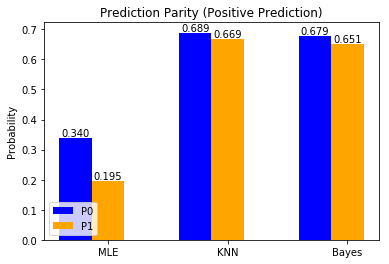 Prediction Parity (Positive Prediction)
Probability
0.7
0.6
0.5
0.4
0.3
0.2
0.1
0.0
0.340
0.195
0.689
0.669
0.679
0.651
P0
P1
MLE
KNN
Bayes